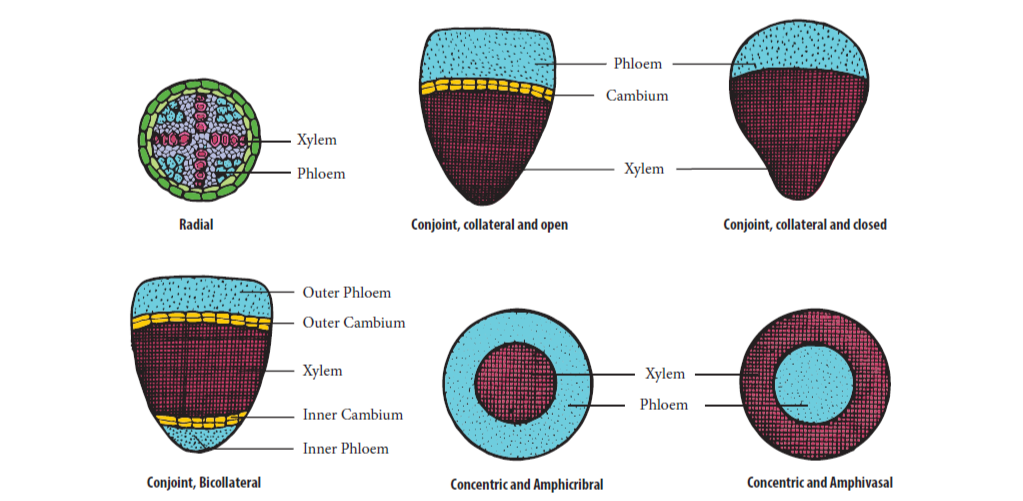 Phloem
Cambium
Xylem
Xylem
Phloem
Radial
Conjoint, collateral and open
Conjoint, collateral and closed
Outer Phloem
Outer Cambium
Xylem
Inner Cambium
Inner Phloem
Xylem
Phloem
Conjoint, Bicollateral
Concentric and Amphicribral
Concentric and Amphivasal